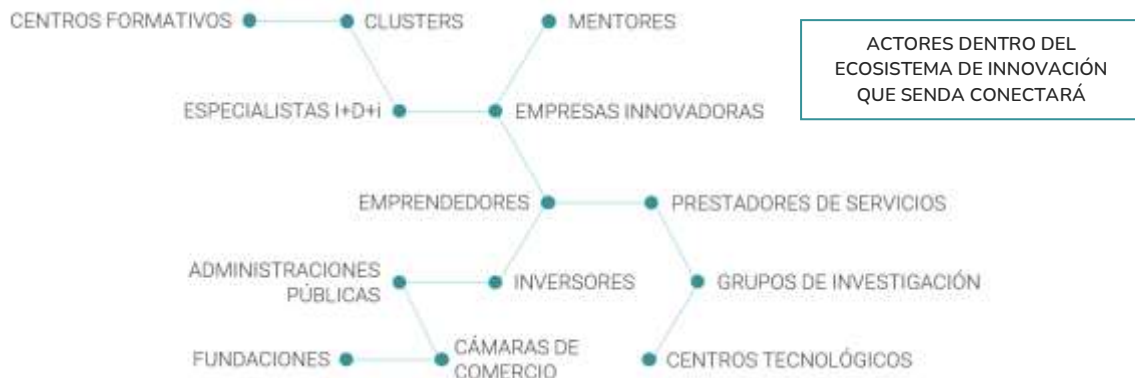 CENTROS FORMATIVOS
CLUSTERS
MENTORES
ACTORES DENTRO DEL
ECOSISTEMA DE INNOVACIÓN
QUE SENDA CONECTARÁ
ESPECIALISTAS I+D+i
EMPRESAS INNOVADORAS
EMPRENDEDORES
PRESTADORES DE SERVICIOS
ADMINISTRACIONES
PÚBLICAS
INVERSORES
GRUPOS DE INVESTIGACIÓN
FUNDACIONES
CÁMARAS DE
COMERCIO
CENTROS TECNOLÓGICOS